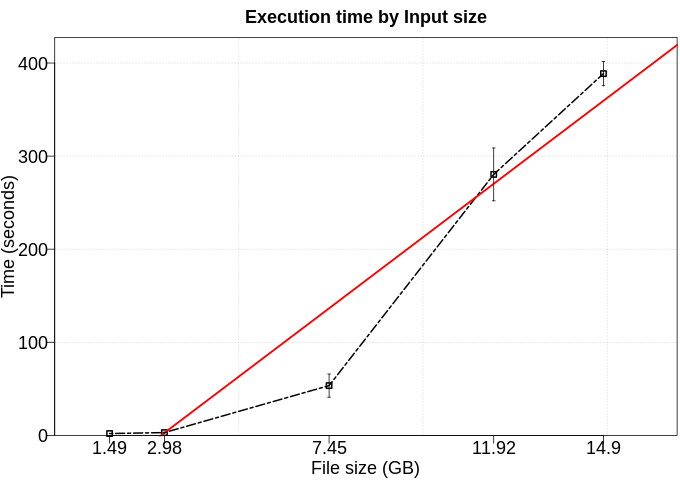 Execution time by Input size
Time (seconds)
400
300
200
100
0
1.49 2.98 7.45 11.92 14.9
File size (GB)